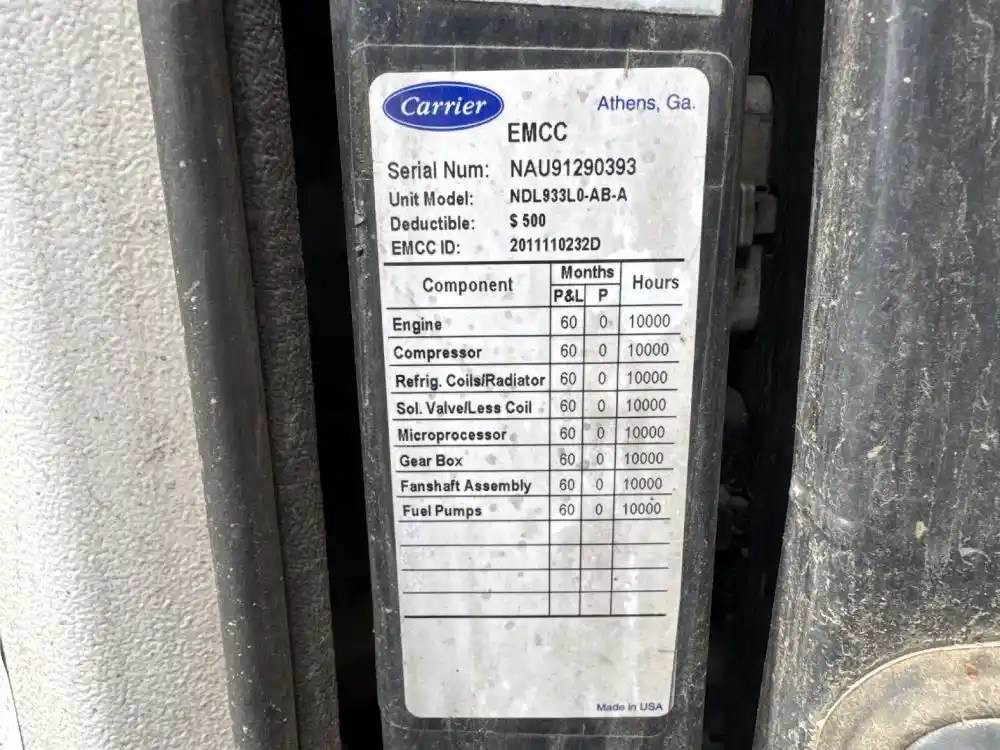 Carrier
Athens, Ga.
EMCC
Serial Num: NAU91290393
Unit Model: NDL933L0-AB-A
Deductible: $ 500
EMCC ID: 2011110232D
Component Months Hours
P&L P
Engine 60 0 10000
Compressor 60 0 10000
Refrig. Coils/Radiator 60 0 10000
Sol. Valve/Less Coil 60 0 10000
Microprocessor 60 0 10000
Gear Box 60 0 10000
Fanshaft Assembly 60 0 10000
Fuel Pumps 60 0 10000
Made in USA